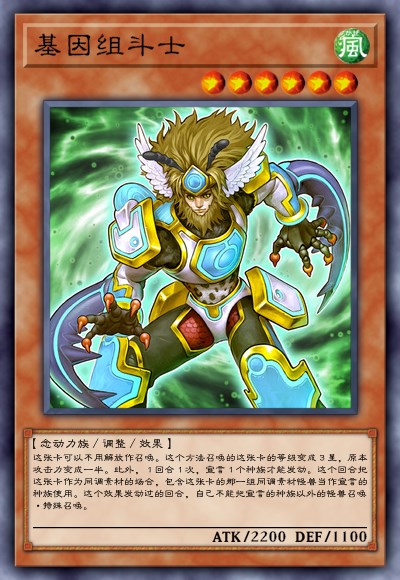 基因组斗士
風
【念动力族／调整／效果】
这张卡可以不用解放作召唤。这个方法召唤的这张卡的等级变成３星，原本
攻击力变成一半。此外，１回合１次，宣言１个种族才能发动。这个回合把
这张卡作为同调素材的场合，包含这张卡的那一组同调素材怪兽当作宣言的
种族使用。这个效果发动过的回合，自己不能把宣言的种族以外的怪兽召唤
·特殊召唤。
ATK/2200 DEF/1100